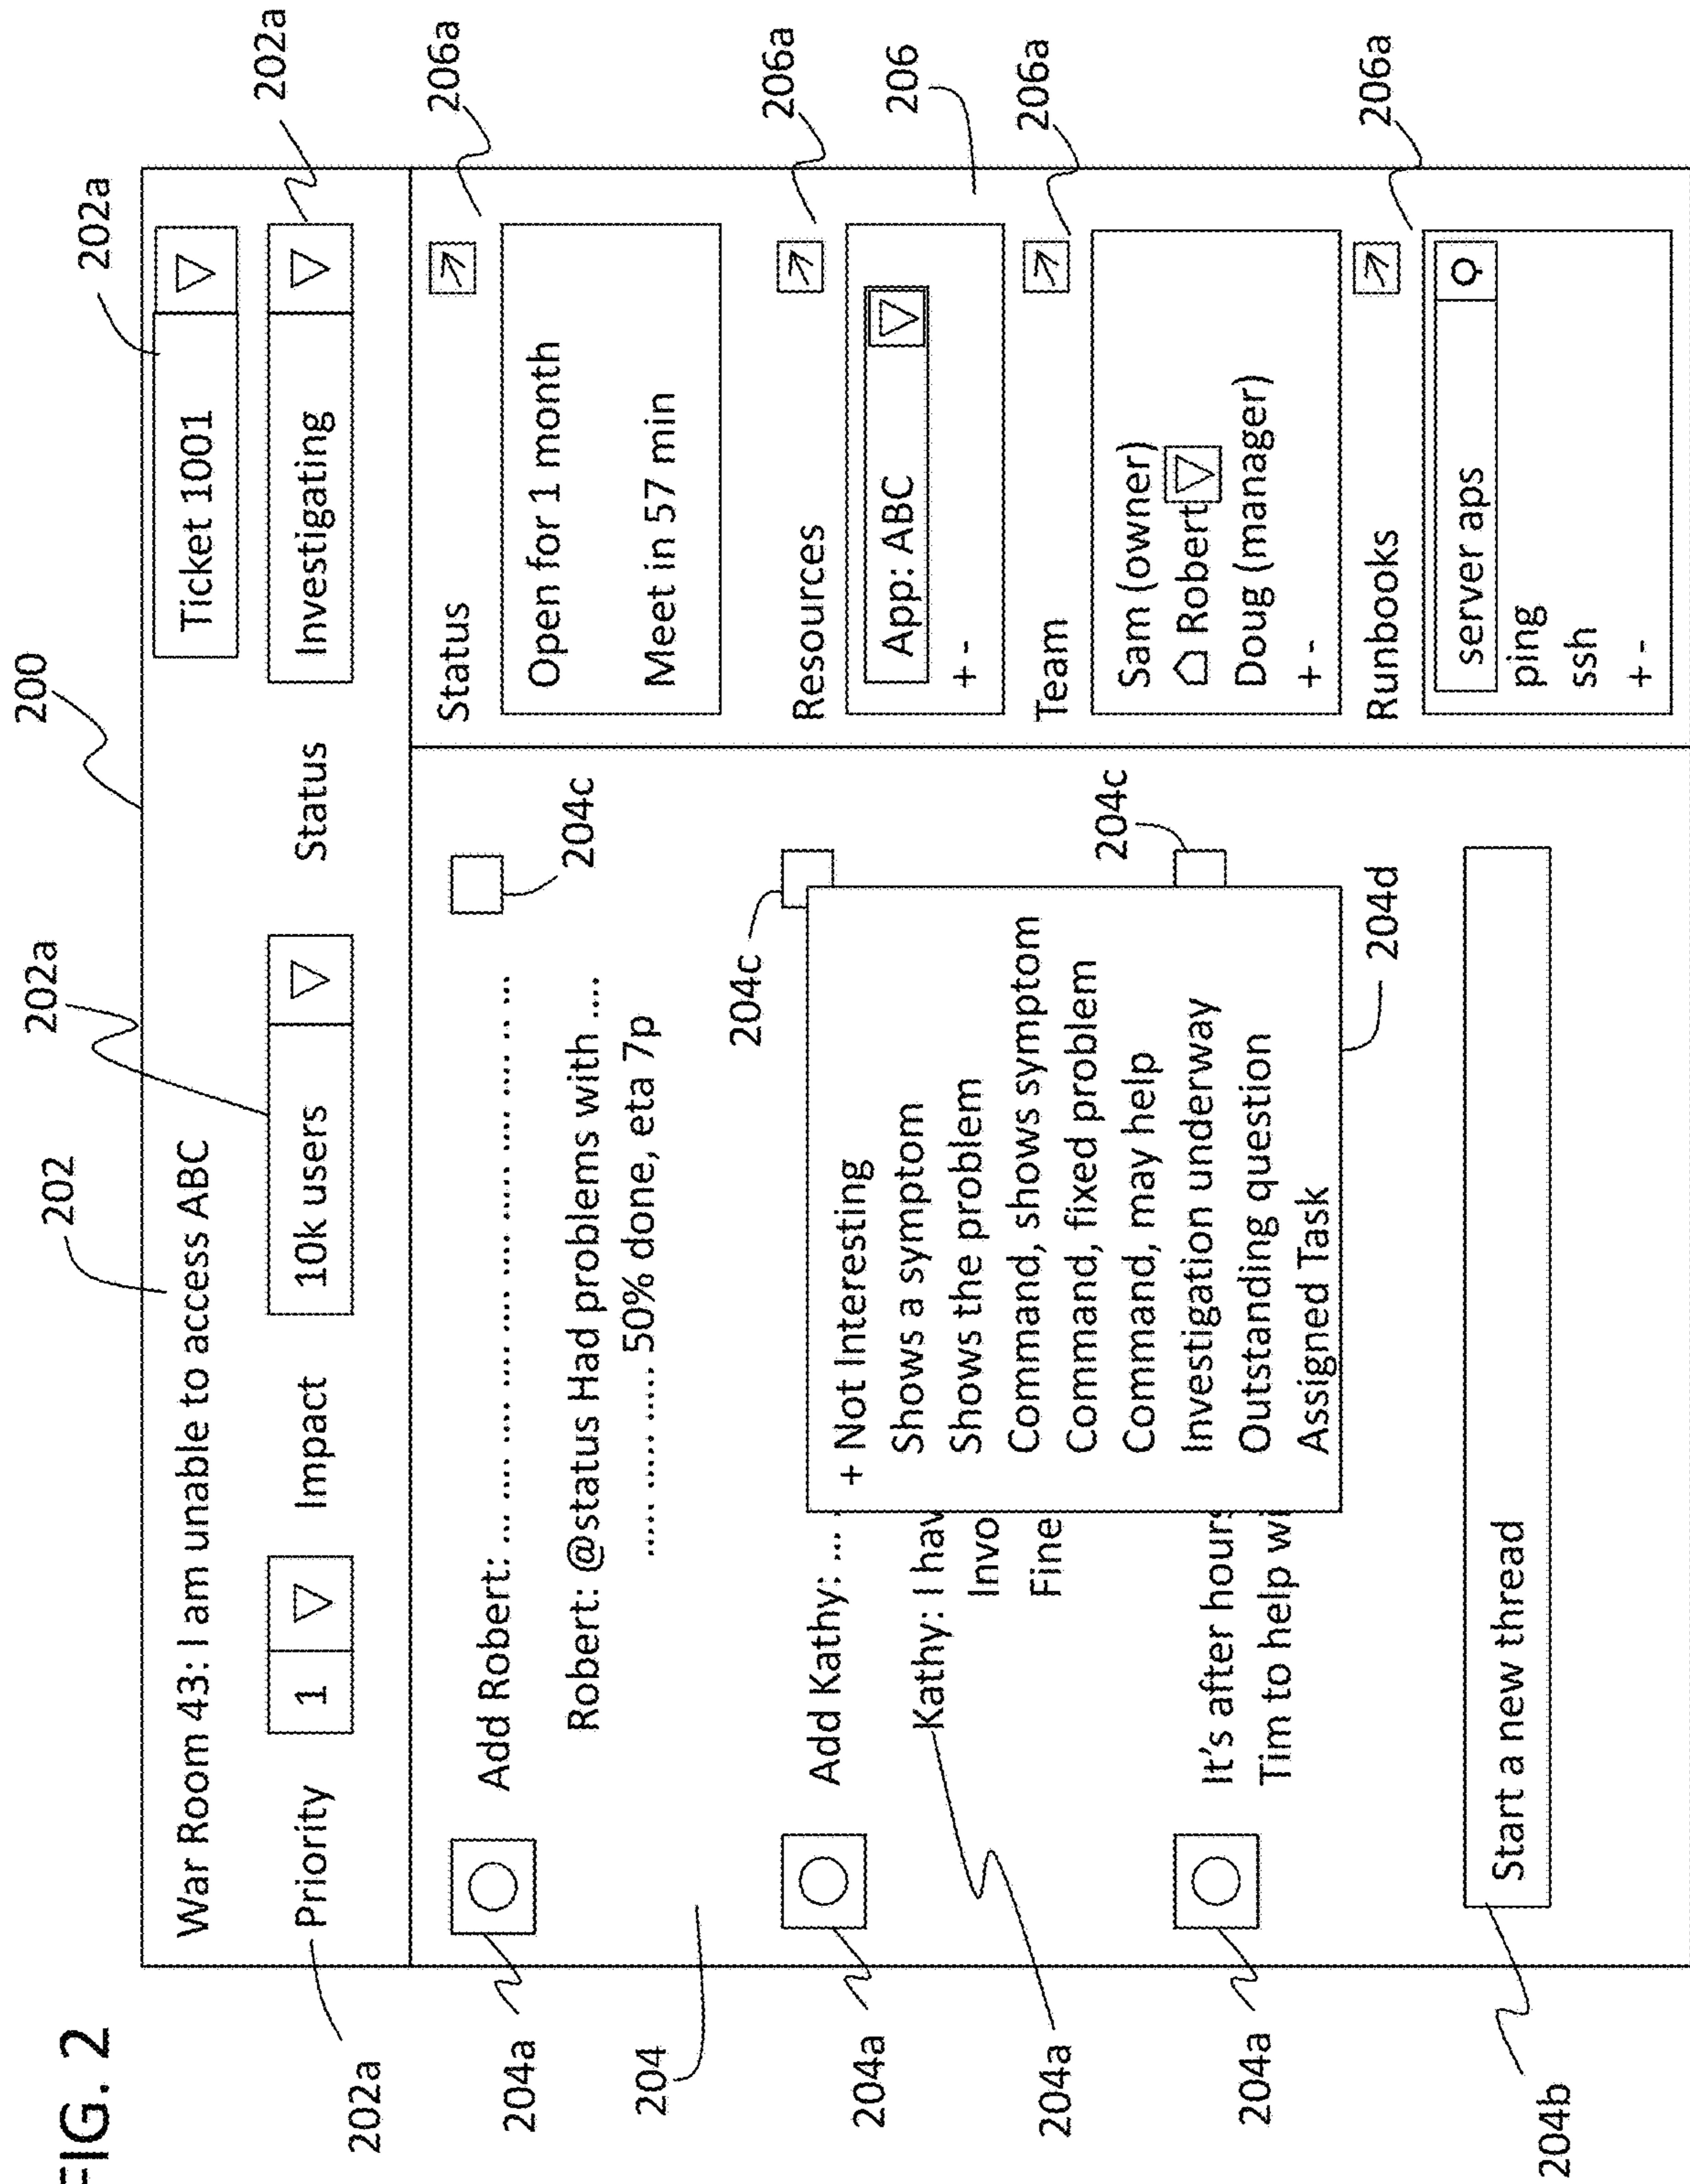 FIG. 2
200
202
202a
202a
202a
War Room 43: I am unable to access ABC
Ticket 1001
202a
Priority
1
Impact
10k users
Status
Investigating
204a
Add Robert: ... .... .... .... .... .... .... .... .. ...
204c
Robert: @status Had problems with ....
..... ..... ..... 50% done, eta 7p
204
204a
Add Kathy: ... .
204c
204a
Kathy: I hav
Invo
Fine
+ Not Interesting
Shows a symptom
Shows the problem
Command, shows symptom
Command, fixed problem
Command, may help
Investigation underway
Outstanding question
Assigned Task
204d
204a
It's after hours
Tim to help wi
204c
204b
Start a new thread
Status
206a
Open for 1 month
Meet in 57 min
Resources
206a
App: ABC
+ -
206
Team
206a
Sam (owner)
Robert
Doug (manager)
+ -
Runbooks
206a
server aps
ping
ssh
+ -